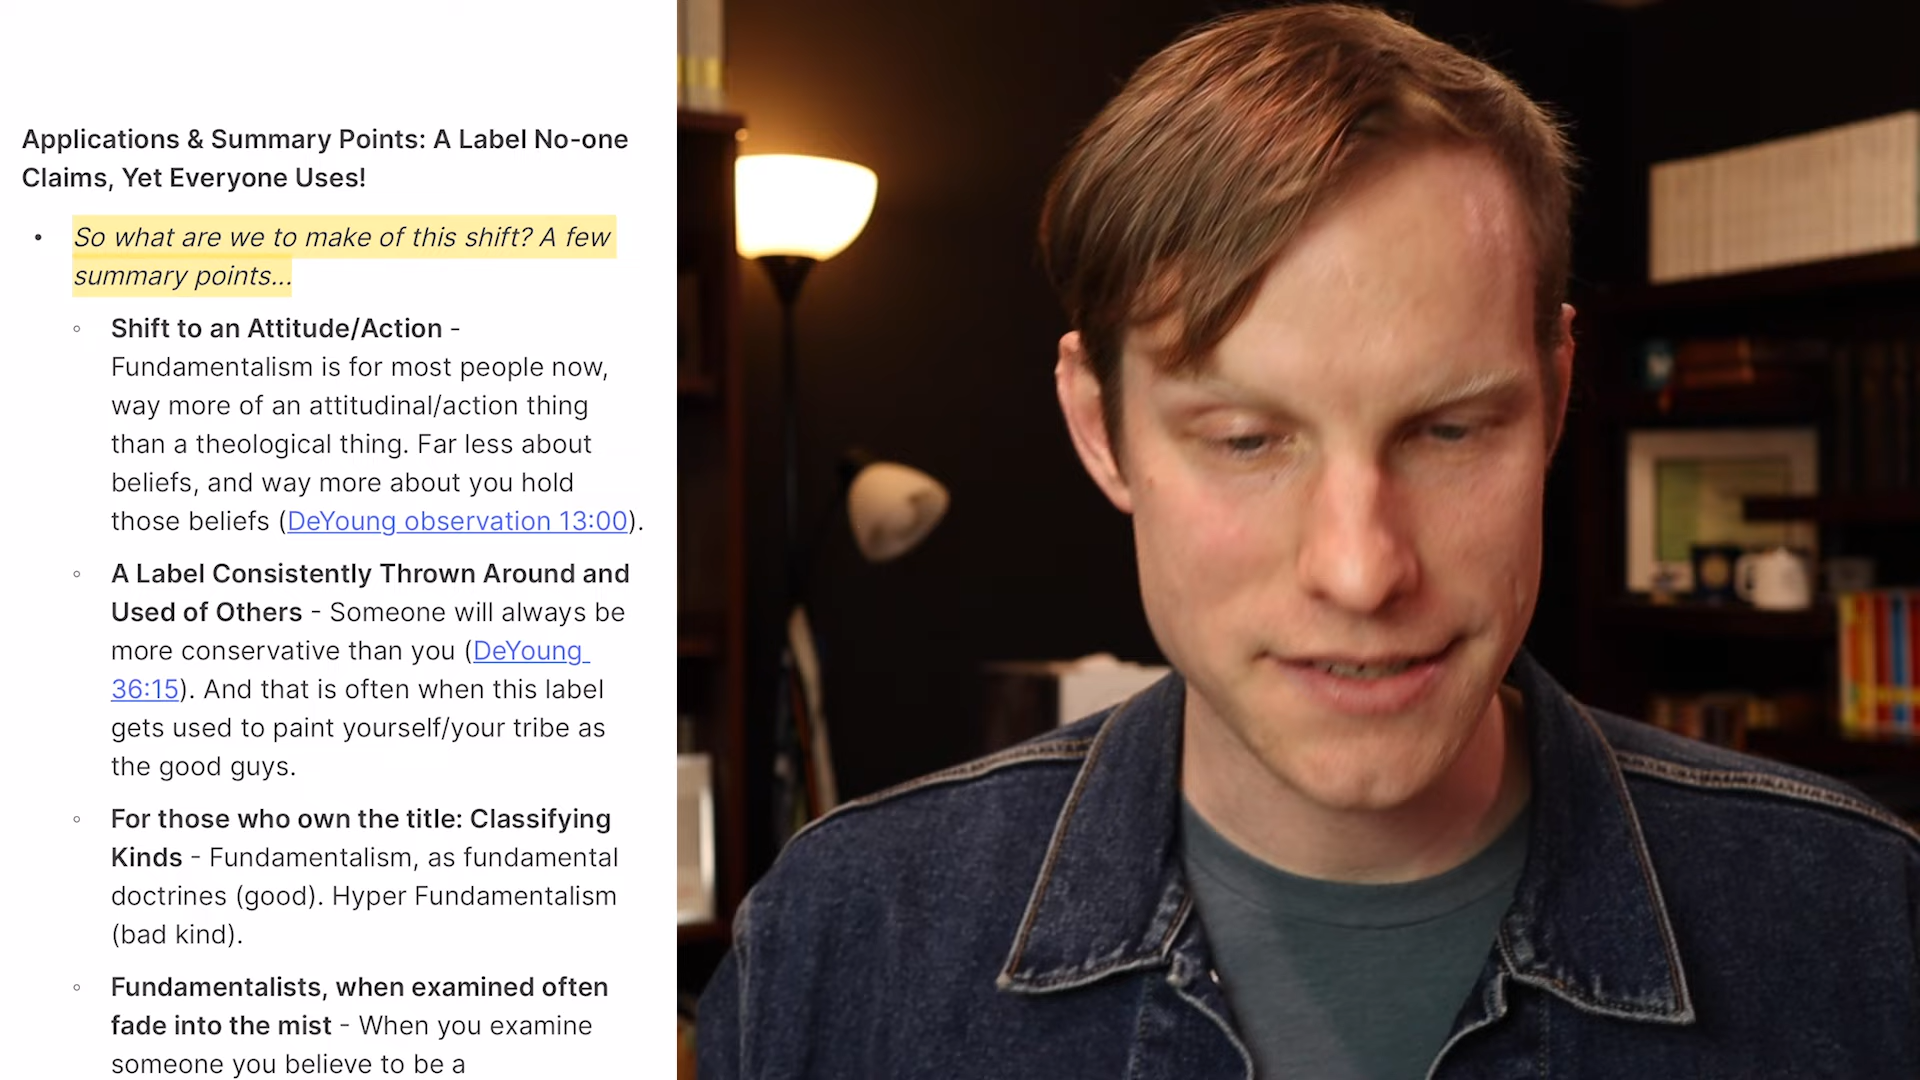 Applications & Summary Points: A Label No-one
Claims, Yet Everyone Uses!
• So what are we to make of this shift? A few
summary points...
◦ Shift to an Attitude/Action -
Fundamentalism is for most people now,
way more of an attitudinal/action thing
than a theological thing. Far less about
beliefs, and way more about you hold
those beliefs (DeYoung observation 13:00).
◦ A Label Consistently Thrown Around and
Used of Others - Someone will always be
more conservative than you (DeYoung
36:15). And that is often when this label
gets used to paint yourself/your tribe as
the good guys.
◦ For those who own the title: Classifying
Kinds - Fundamentalism, as fundamental
doctrines (good). Hyper Fundamentalism
(bad kind).
◦ Fundamentalists, when examined often
fade into the mist - When you examine
someone you believe to be a